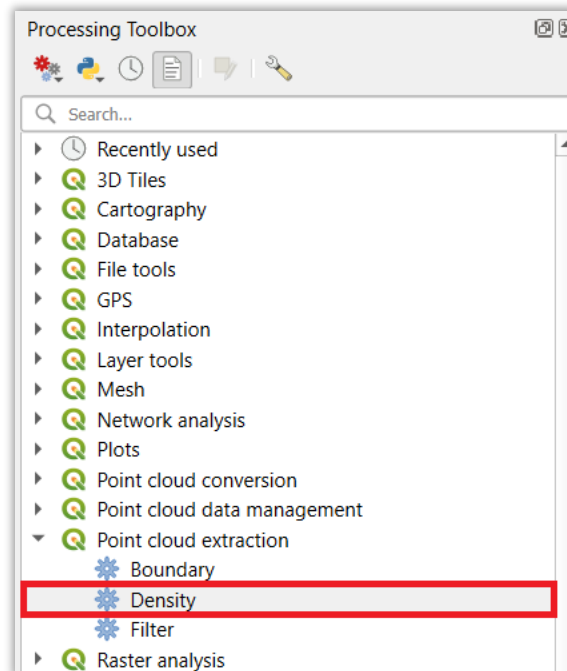 Processing Toolbox
Search...
Recently used
3D Tiles
Cartography
Database
File tools
GPS
Interpolation
Layer tools
Mesh
Network analysis
Plots
Point cloud conversion
Point cloud data management
Point cloud extraction
Boundary
Density
Filter
Raster analysis